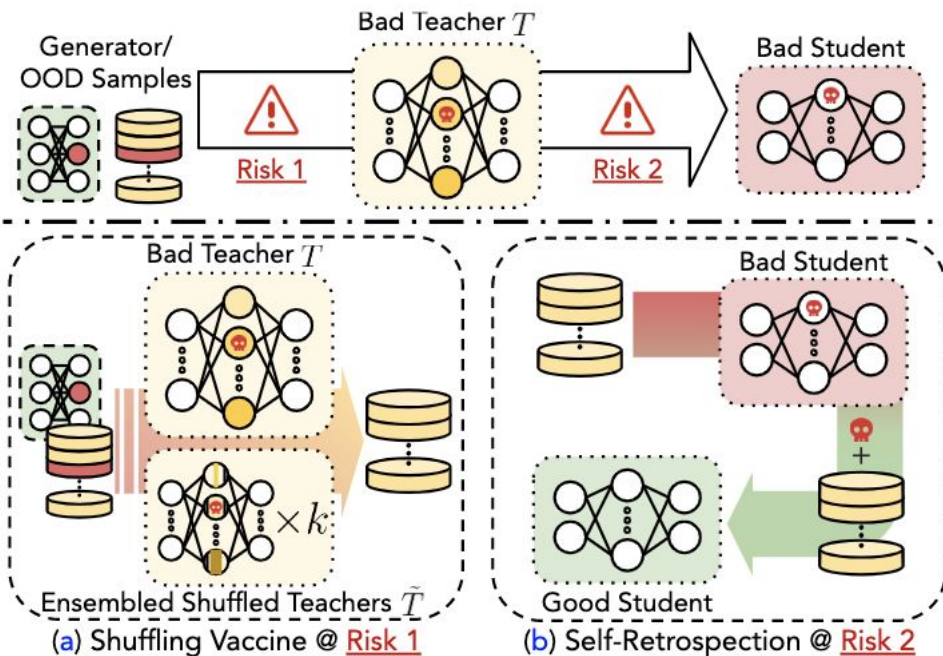 Generator/
OOD Samples
Bad Teacher T
Bad Student
Risk 1
Risk 2
Bad Teacher T
× k
Ensembled Shuffled Teachers T̃
(a) Shuffling Vaccine @ Risk 1
Bad Student
+
Good Student
(b) Self-Retrospection @ Risk 2